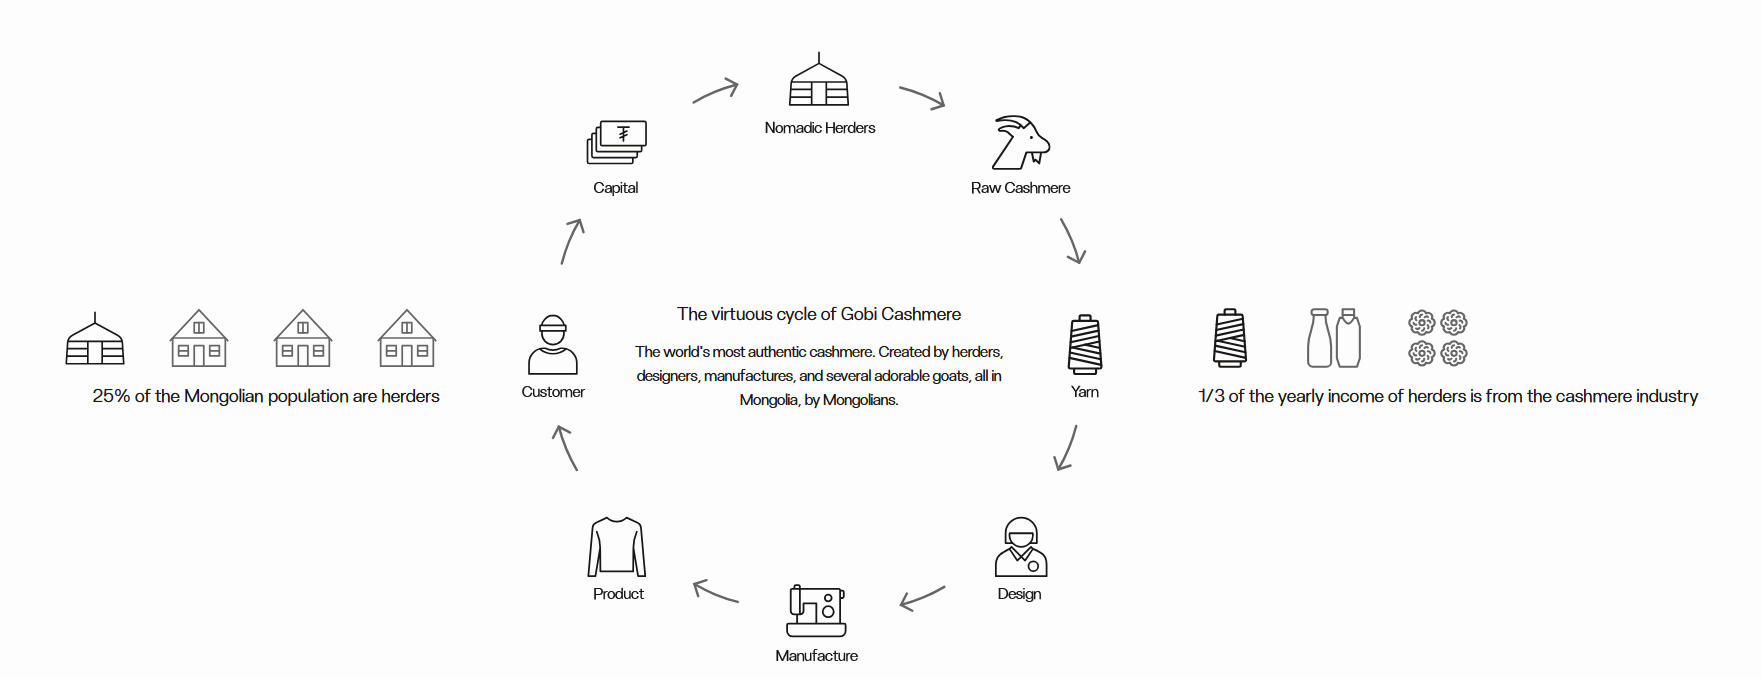 Nomadic Herders
Capital
Raw Cashmere
The virtuous cycle of Gobi Cashmere
The world's most authentic cashmere. Created by herders,
designers, manufactures, and several adorable goats, all in
Mongolia, by Mongolians.
25% of the Mongolian population are herders
Customer
Yarn
1/3 of the yearly income of herders is from the cashmere industry
Product
Design
Manufacture